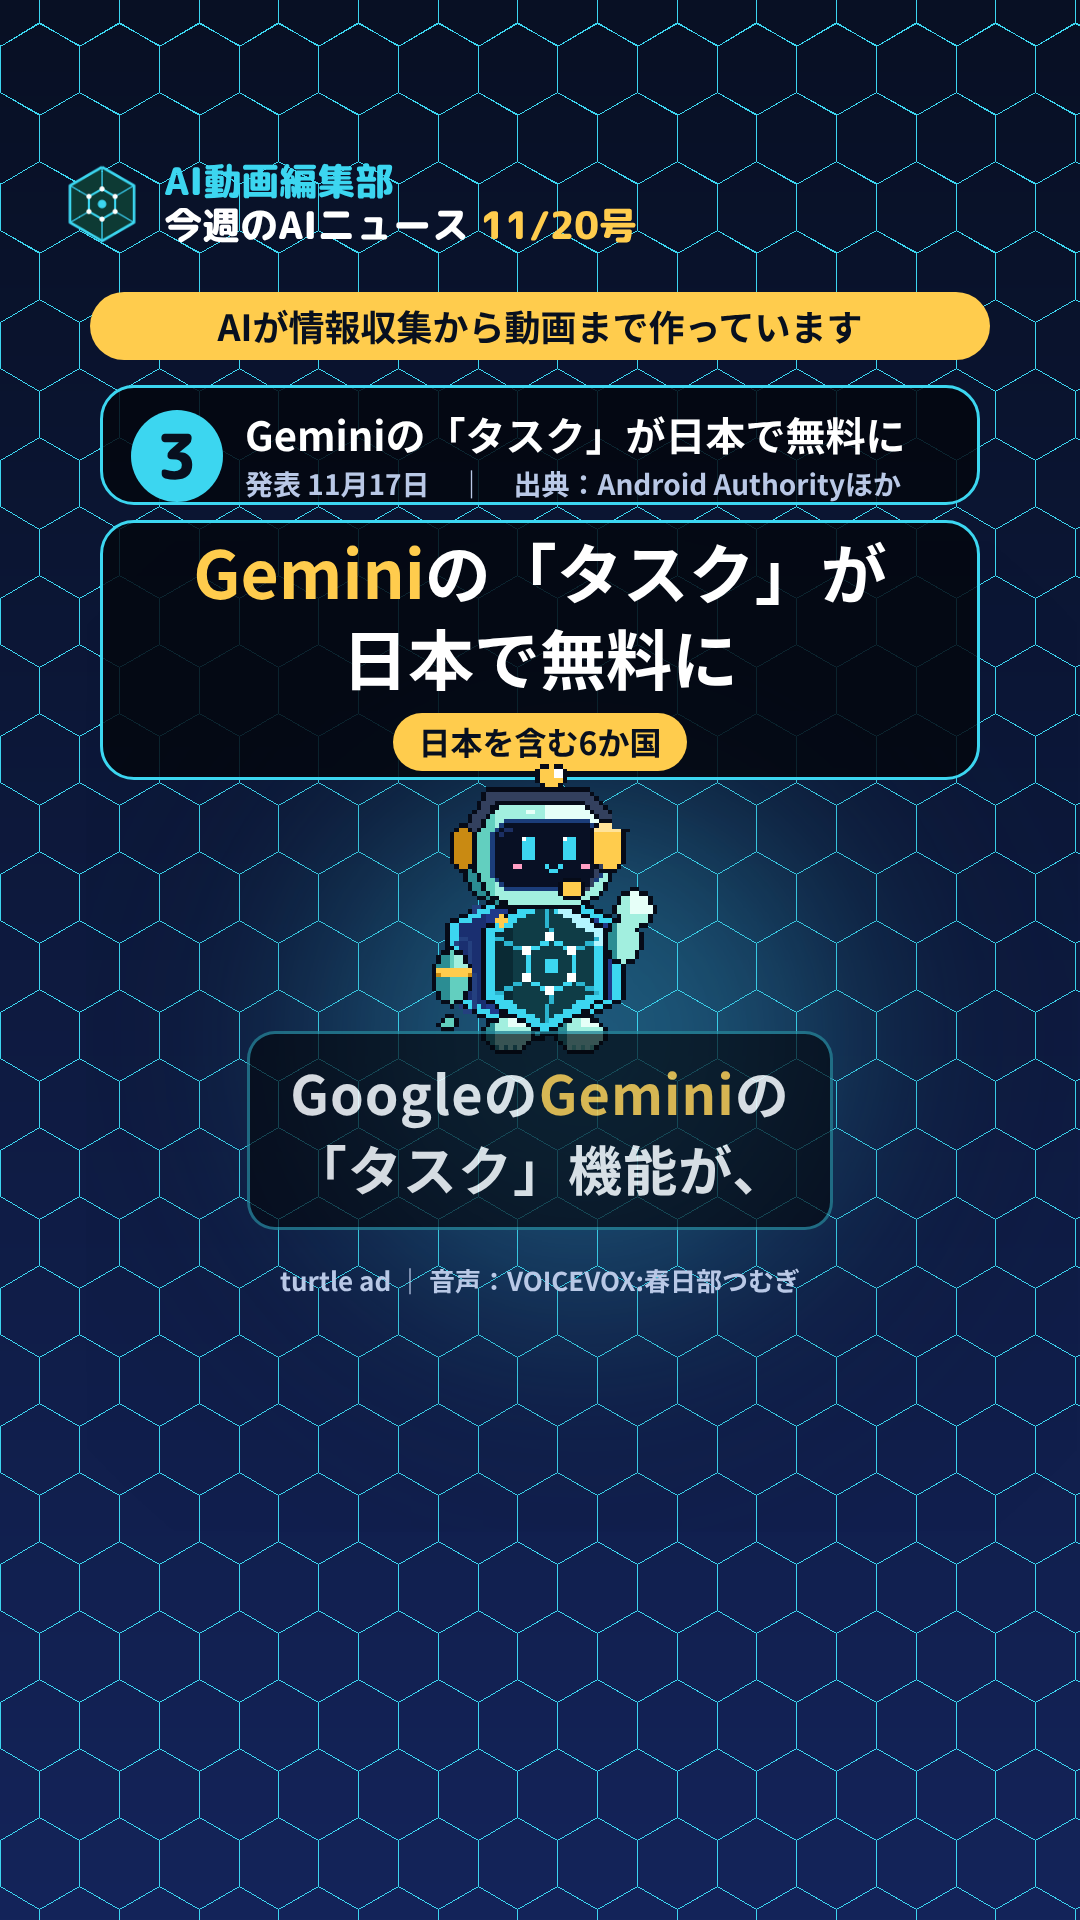 AI動画編集部
今週のAIニュース 11/20号
AIが情報収集から動画まで作っています
3
Geminiの「タスク」が日本で無料に
発表 11月17日 ｜ 出典：Android Authorityほか
Geminiの「タスク」が
日本で無料に
日本を含む6か国
GoogleのGeminiの
「タスク」機能が、
turtle ad ｜ 音声：VOICEVOX:春日部つむぎ